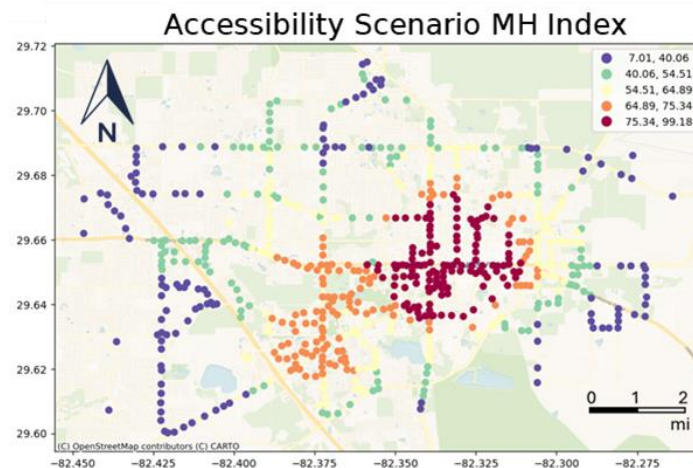 Accessibility Scenario MH Index
29.72
29.70
29.68
29.66
29.64
29.62
29.60
N
7.01, 40.06
40.06, 54.51
54.51, 64.89
64.89, 75.34
75.34, 99.18
0 1 2
mi
(C) OpenStreetMap contributors (C) CARTO
−82.450 −82.425 −82.400 −82.375 −82.350 −82.325 −82.300 −82.275